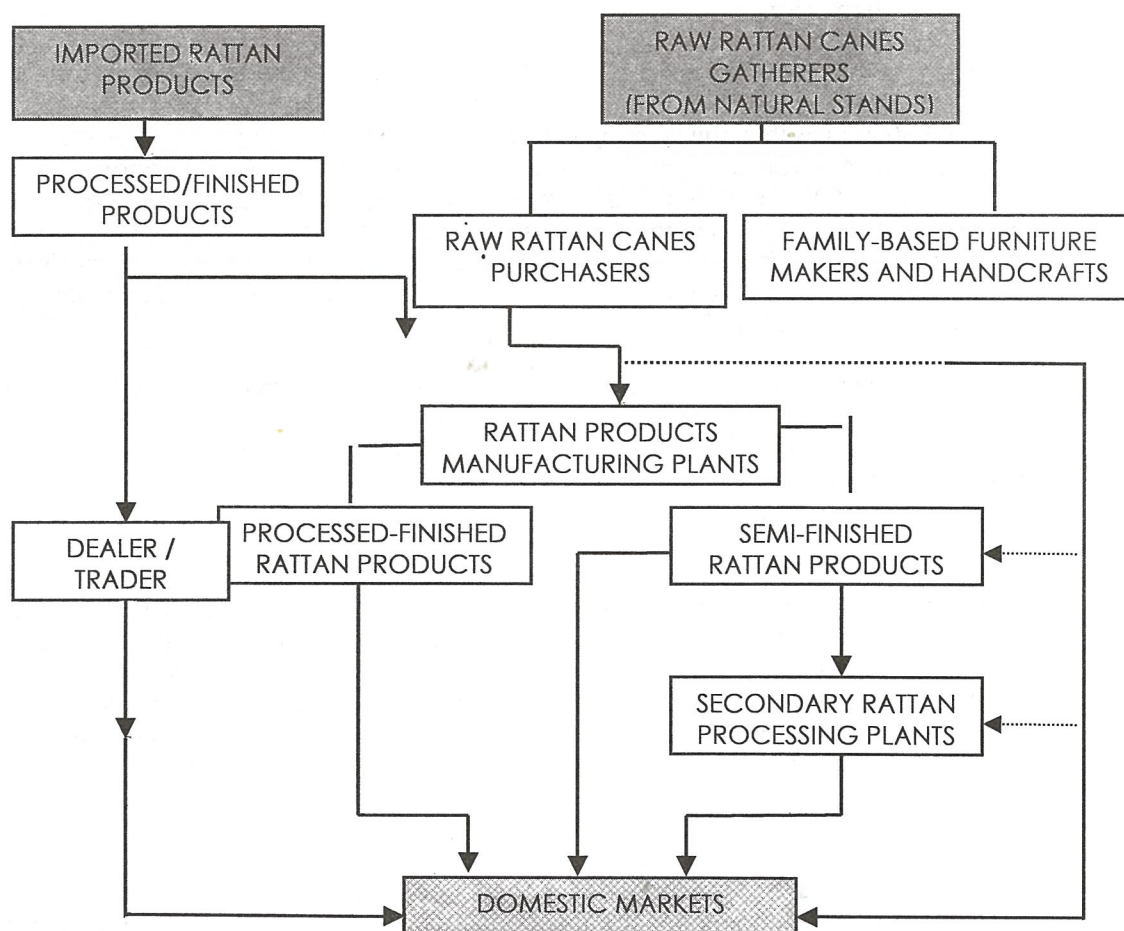 IMPORTED RATTAN
PRODUCTS
RAW RATTAN CANES
GATHERERS
(FROM NATURAL STANDS)
PROCESSED/FINISHED
PRODUCTS
RAW RATTAN CANES
PURCHASERS
FAMILY-BASED FURNITURE
MAKERS AND HANDCRAFTS
RATTAN PRODUCTS
MANUFACTURING PLANTS
DEALER /
TRADER
PROCESSED-FINISHED
RATTAN PRODUCTS
SEMI-FINISHED
RATTAN PRODUCTS
SECONDARY RATTAN
PROCESSING PLANTS
DOMESTIC MARKETS